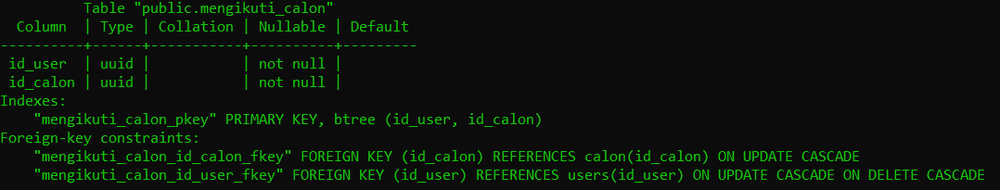 Table "public.mengikuti_calon"
Column | Type | Collation | Nullable | Default
----------+------+-----------+----------+---------
id_user | uuid | | not null |
id_calon | uuid | | not null |
Indexes:
"mengikuti_calon_pkey" PRIMARY KEY, btree (id_user, id_calon)
Foreign-key constraints:
"mengikuti_calon_id_calon_fkey" FOREIGN KEY (id_calon) REFERENCES calon(id_calon) ON UPDATE CASCADE
"mengikuti_calon_id_user_fkey" FOREIGN KEY (id_user) REFERENCES users(id_user) ON UPDATE CASCADE ON DELETE CASCADE